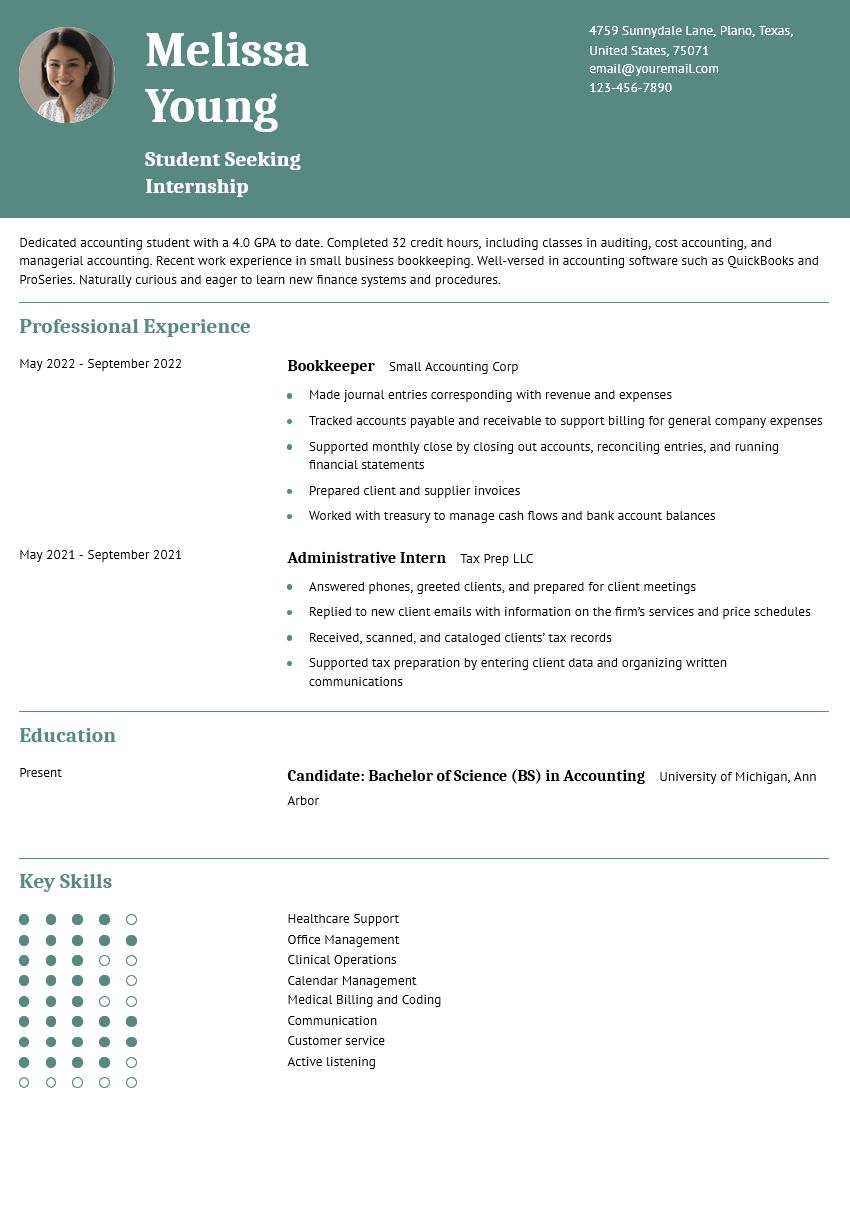 Melissa
Young
Student Seeking
Internship
4759 Sunnydale Lane, Plano, Texas,
United States, 75071
email@youremail.com
123-456-7890
Dedicated accounting student with a 4.0 GPA to date. Completed 32 credit hours, including classes in auditing, cost accounting, and
managerial accounting. Recent work experience in small business bookkeeping. Well-versed in accounting software such as QuickBooks and
ProSeries. Naturally curious and eager to learn new finance systems and procedures.
Professional Experience
May 2022 - September 2022
Bookkeeper Small Accounting Corp
Made journal entries corresponding with revenue and expenses
Tracked accounts payable and receivable to support billing for general company expenses
Supported monthly close by closing out accounts, reconciling entries, and running
financial statements
Prepared client and supplier invoices
Worked with treasury to manage cash flows and bank account balances
May 2021 - September 2021
Administrative Intern Tax Prep LLC
Answered phones, greeted clients, and prepared for client meetings
Replied to new client emails with information on the firm’s services and price schedules
Received, scanned, and cataloged clients’ tax records
Supported tax preparation by entering client data and organizing written
communications
Education
Present
Candidate: Bachelor of Science (BS) in Accounting University of Michigan, Ann
Arbor
Key Skills
Healthcare Support
Office Management
Clinical Operations
Calendar Management
Medical Billing and Coding
Communication
Customer service
Active listening